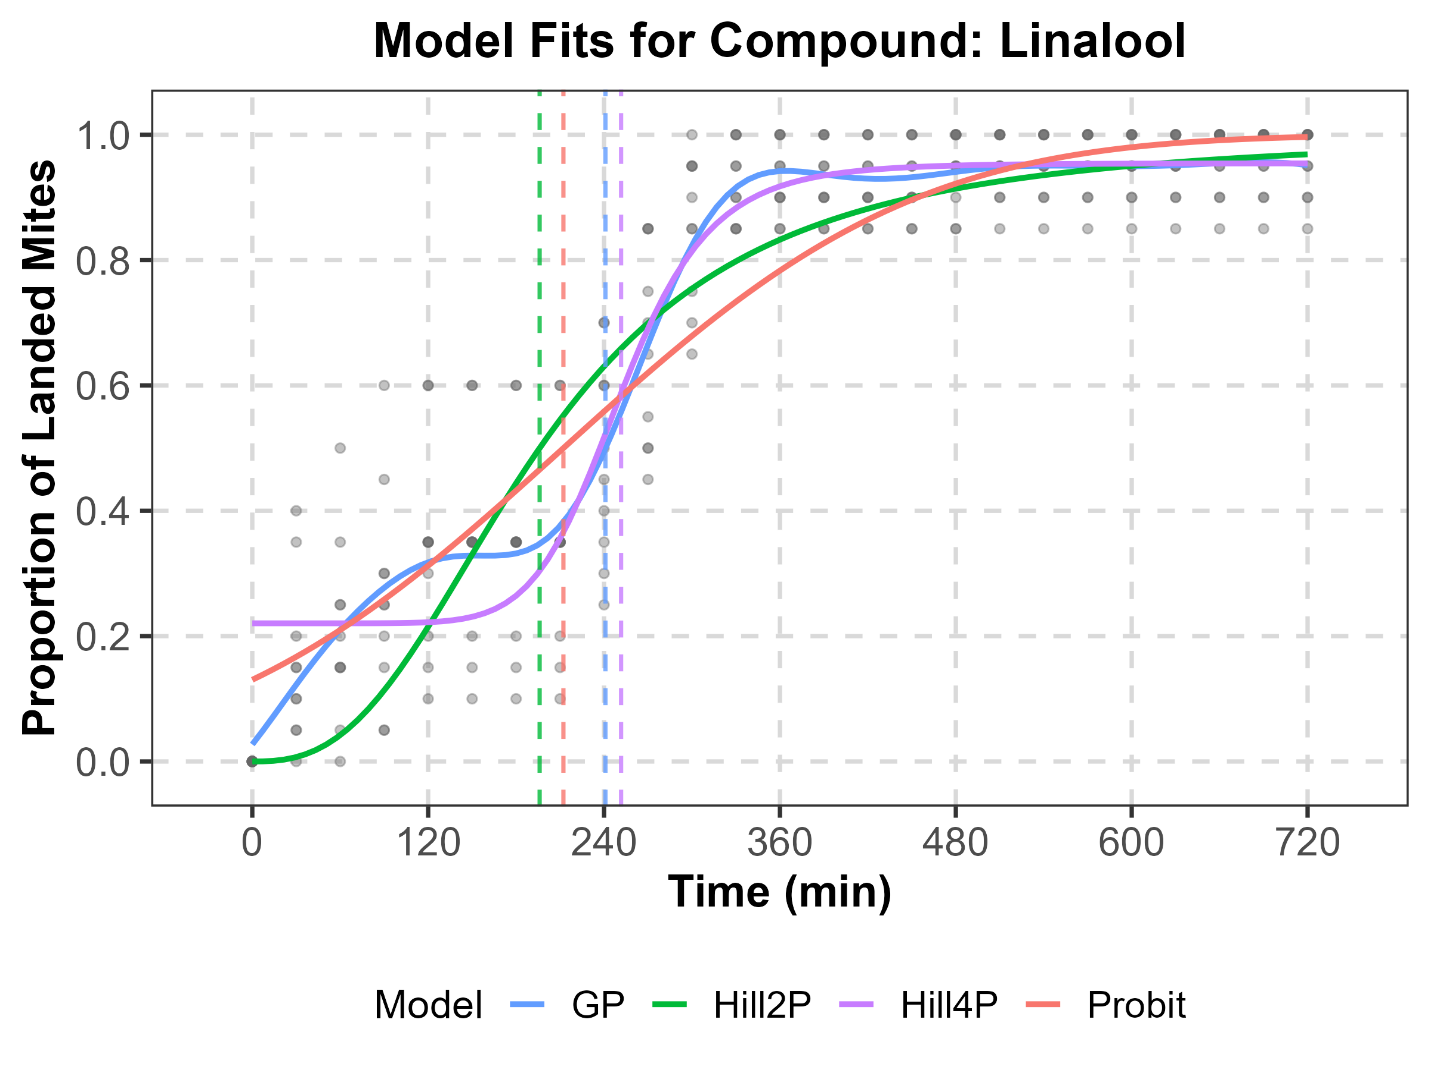 Model Fits for Compound: Linalool
Proportion of Landed Mites
1.0
0.8
0.6
0.4
0.2
0.0
0 120 240 360 480 600 720
Time (min)
Model GP Hill2P Hill4P Probit